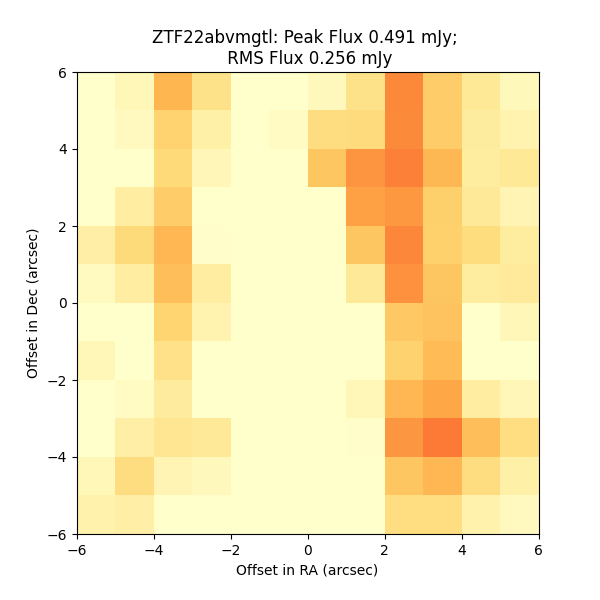 ZTF22abvmgtl: Peak Flux 0.491 mJy;
RMS Flux 0.256 mJy
6
4
2
0
−2
−4
−6
Offset in Dec (arcsec)
−6 −4 −2 0 2 4 6
Offset in RA (arcsec)